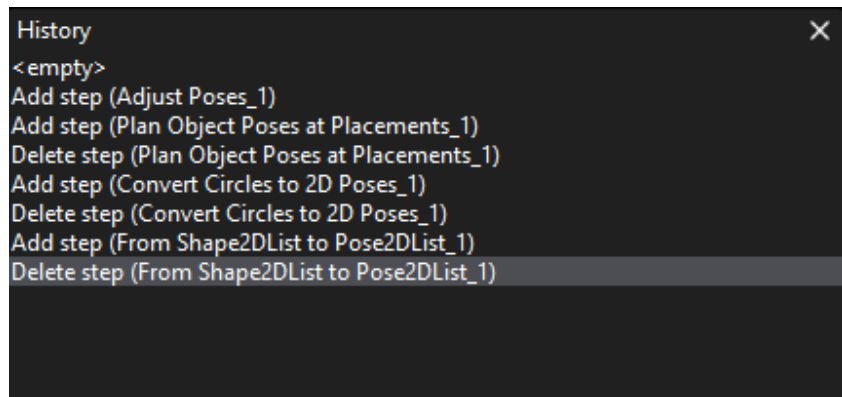 History
<empty>
Add step (Adjust Poses_1)
Add step (Plan Object Poses at Placements_1)
Delete step (Plan Object Poses at Placements_1)
Add step (Convert Circles to 2D Poses_1)
Delete step (Convert Circles to 2D Poses_1)
Add step (From Shape2DList to Pose2DList_1)
Delete step (From Shape2DList to Pose2DList_1)